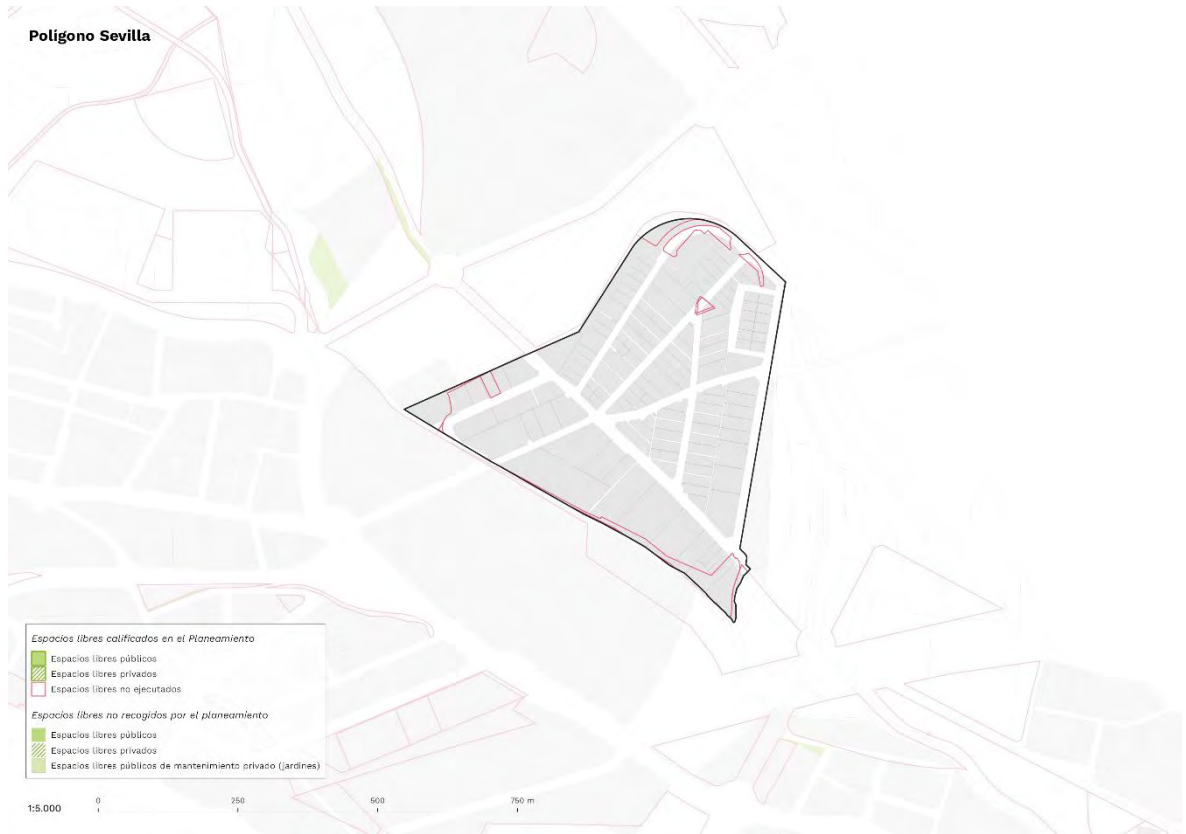 Polígono Sevilla
Espacios libres calificados en el Planeamiento
Espacios libres públicos
Espacios libres privados
Espacios libres no ejecutados
Espacios libres no recogidos por el planeamiento
Espacios libres públicos
Espacios libres privados
Espacios libres públicos de mantenimiento privado (jardines)
1:5.000 0 250 500 750 m